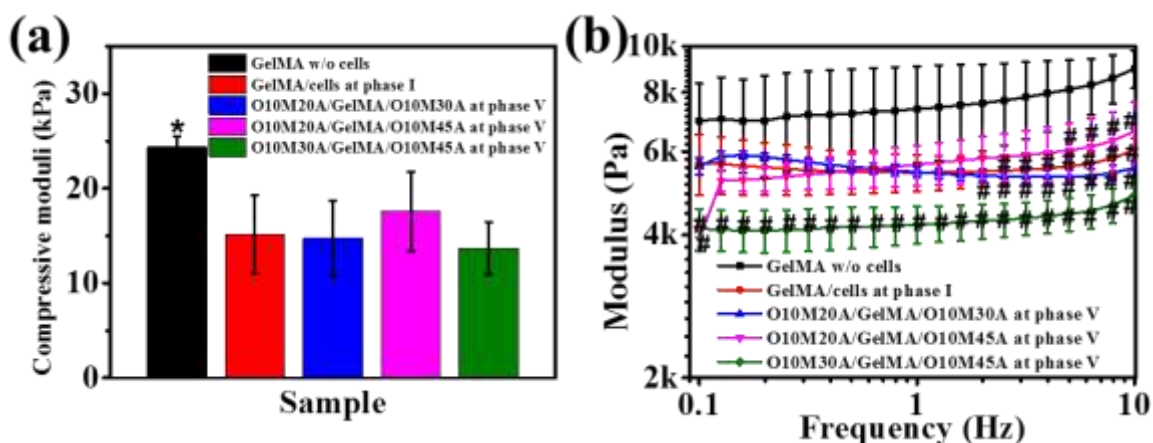 (a)
Compressive moduli (kPa)
30
20
10
0
*
GelMA w/o cells
GelMA/cells at phase I
O10M20A/GelMA/O10M30A at phase V
O10M20A/GelMA/O10M45A at phase V
O10M30A/GelMA/O10M45A at phase V
Sample
(b)
Modulus (Pa)
10k
8k
6k
4k
2k
# # # #
# # # # # # # #
# # # # # # # #
# # # # # # # # # # # # # # # # # # # # #
#
GelMA w/o cells
GelMA/cells at phase I
O10M20A/GelMA/O10M30A at phase V
O10M20A/GelMA/O10M45A at phase V
O10M30A/GelMA/O10M45A at phase V
0.1 1 10
Frequency (Hz)